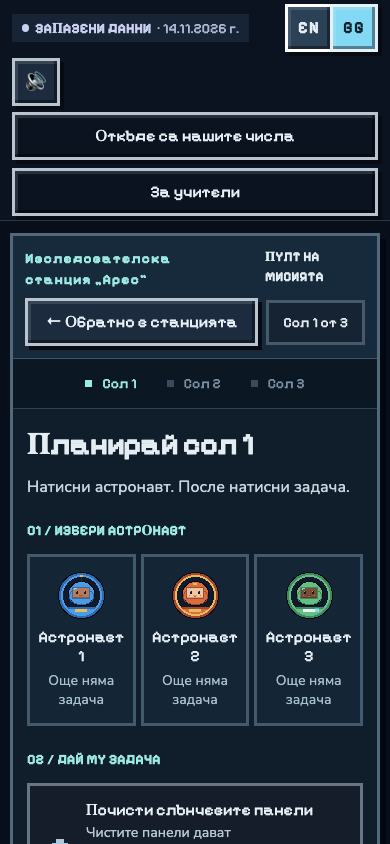 ЗАПАЗЕНИ ДАННИ · 14.11.2026 г.
EN
BG
Откъде са нашите числа
За учители
Изследователска
станция „Арес“
ПУЛТ НА
МИСИЯТА
← Обратно в станцията
Сол 1 от 3
Сол 1
Сол 2
Сол 3
Планирай сол 1
Натисни астронавт. После натисни задача.
01 / ИЗБЕРИ АСТРОНАВТ
Астронавт
1
Още няма
задача
Астронавт
2
Още няма
задача
Астронавт
3
Още няма
задача
02 / ДАЙ МУ ЗАДАЧА
Почисти слънчевите панели
Чистите панели дават